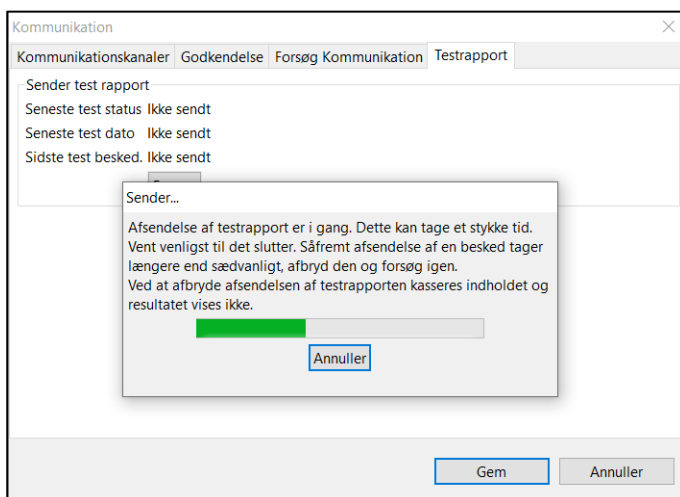 Kommunikation
Kommunikationskanaler Godkendelse Forsøg Kommunikation Testrapport
Sender test rapport
Seneste test status Ikke sendt
Seneste test dato Ikke sendt
Sidste test besked. Ikke sendt
Sender...
Afsendelse af testrapport er i gang. Dette kan tage et stykke tid.
Vent venligst til det slutter. Såfremt afsendelse af en besked tager
længere end sædvanligt, afbryd den og forsøg igen.
Ved at afbryde afsendelsen af testrapporten kasseres indholdet og
resultatet vises ikke.
Annuller
Gem Annuller